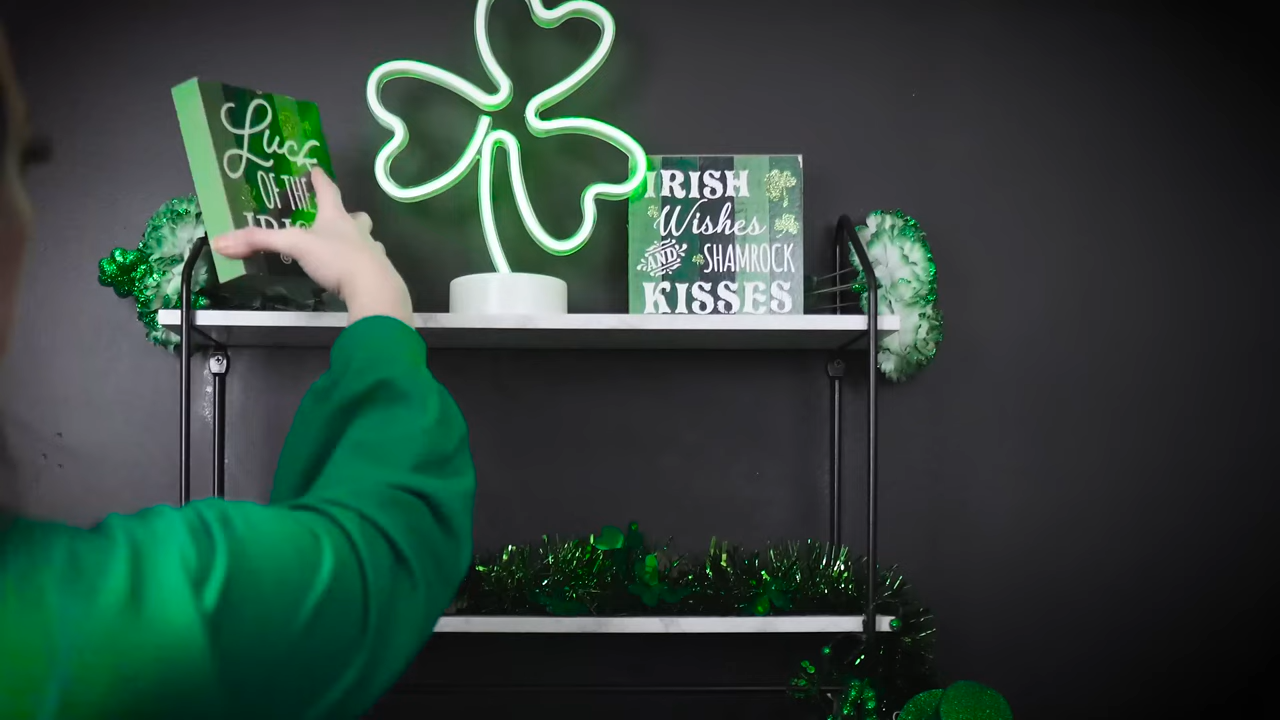 Luck
OF THE
IRISH
Wishes
AND SHAMROCK
KISSES